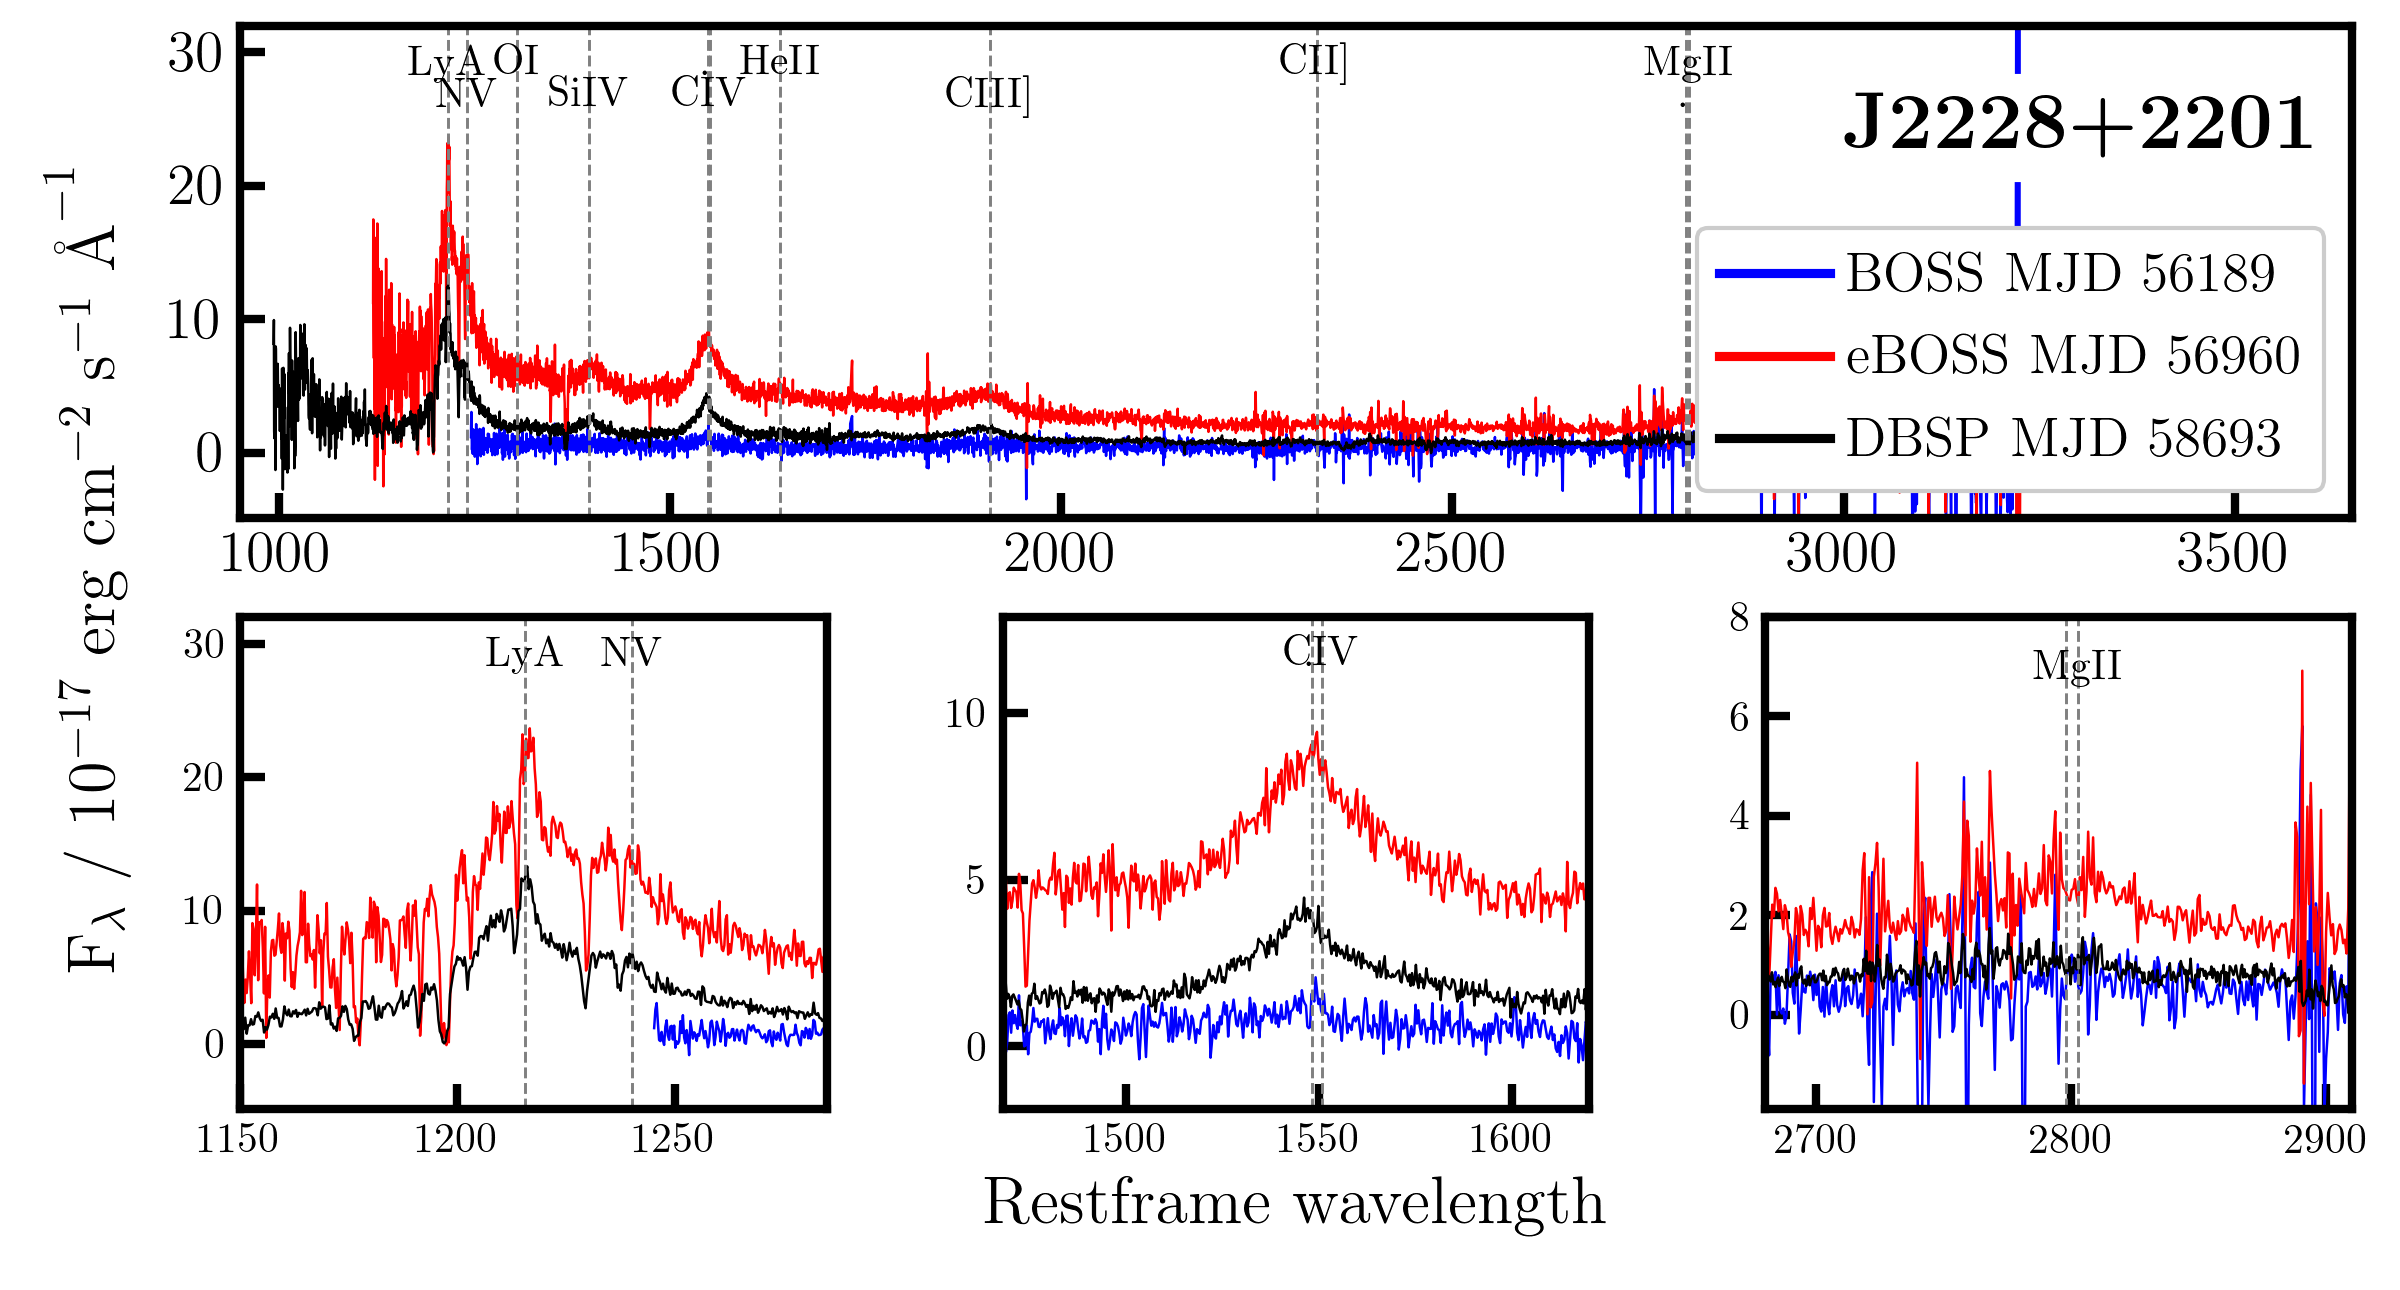 F_λ / 10^−17 erg cm^−2 s^−1 Å^−1
30
20
10
0
LyA OI HeII CII] MgII
NV SiIV CIV CIII]
J2228+2201
BOSS MJD 56189
eBOSS MJD 56960
DBSP MJD 58693
1000 1500 2000 2500 3000 3500
30
20
10
0
LyA NV
1150 1200 1250
10
5
0
CIV
1500 1550 1600
8
6
4
2
0
MgII
2700 2800 2900
Restframe wavelength